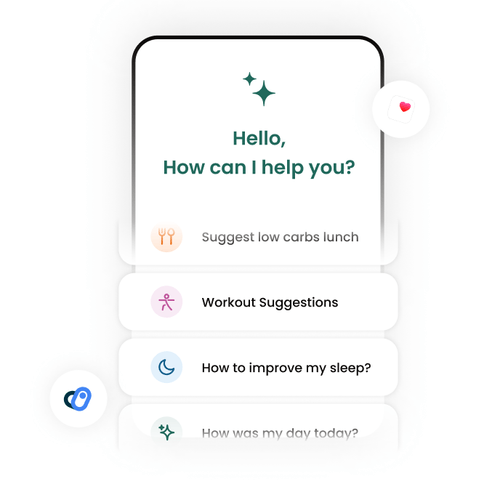 Hello,
How can I help you?
Suggest low carbs lunch
Workout Suggestions
How to improve my sleep?
How was my day today?